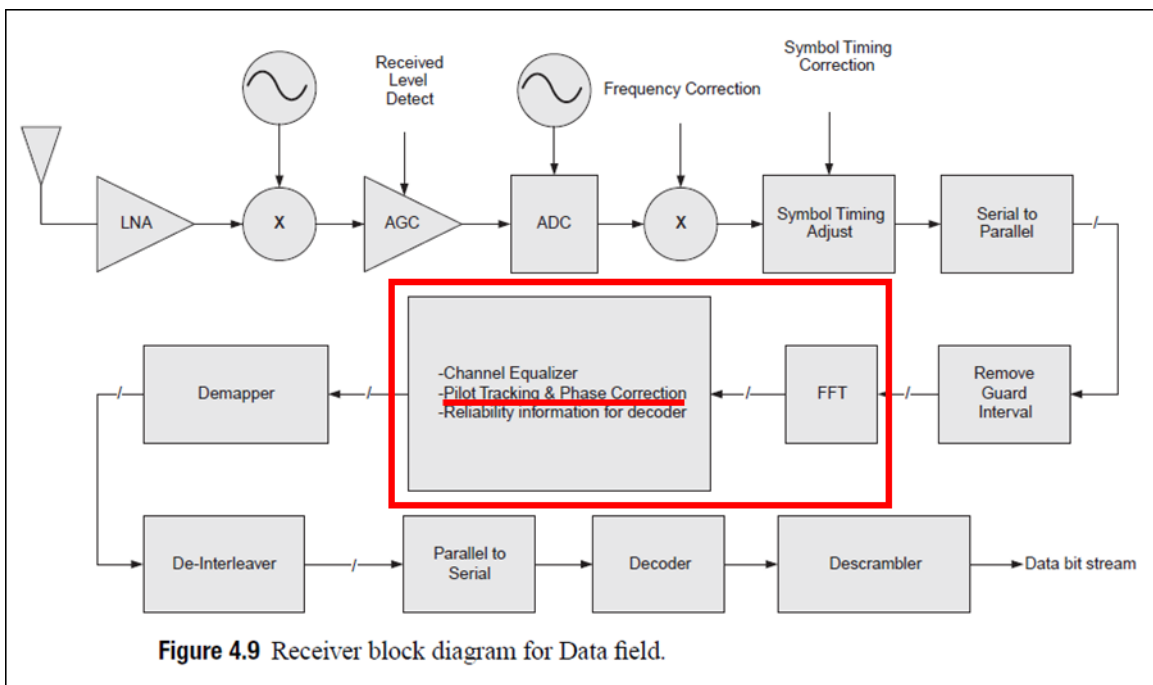 Received
Level
Detect
Symbol Timing
Correction
Frequency Correction
LNA
X
AGC
ADC
X
Symbol Timing
Adjust
Serial to
Parallel
Demapper
-Channel Equalizer
-Pilot Tracking & Phase Correction
-Reliability information for decoder
FFT
Remove
Guard
Interval
De-Interleaver
Parallel to
Serial
Decoder
Descrambler
Data bit stream
Figure 4.9 Receiver block diagram for Data field.